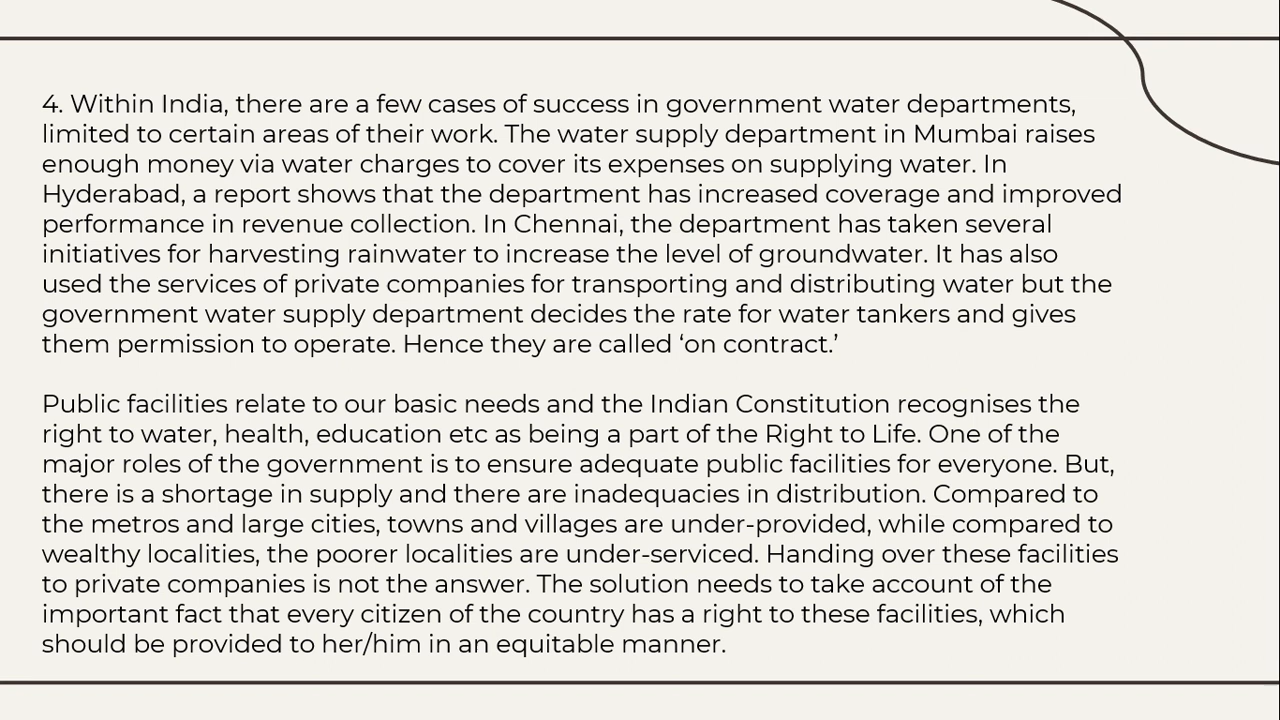 4. Within India, there are a few cases of success in government water departments,
limited to certain areas of their work. The water supply department in Mumbai raises
enough money via water charges to cover its expenses on supplying water. In
Hyderabad, a report shows that the department has increased coverage and improved
performance in revenue collection. In Chennai, the department has taken several
initiatives for harvesting rainwater to increase the level of groundwater. It has also
used the services of private companies for transporting and distributing water but the
government water supply department decides the rate for water tankers and gives
them permission to operate. Hence they are called ‘on contract.’
Public facilities relate to our basic needs and the Indian Constitution recognises the
right to water, health, education etc as being a part of the Right to Life. One of the
major roles of the government is to ensure adequate public facilities for everyone. But,
there is a shortage in supply and there are inadequacies in distribution. Compared to
the metros and large cities, towns and villages are under-provided, while compared to
wealthy localities, the poorer localities are under-serviced. Handing over these facilities
to private companies is not the answer. The solution needs to take account of the
important fact that every citizen of the country has a right to these facilities, which
should be provided to her/him in an equitable manner.